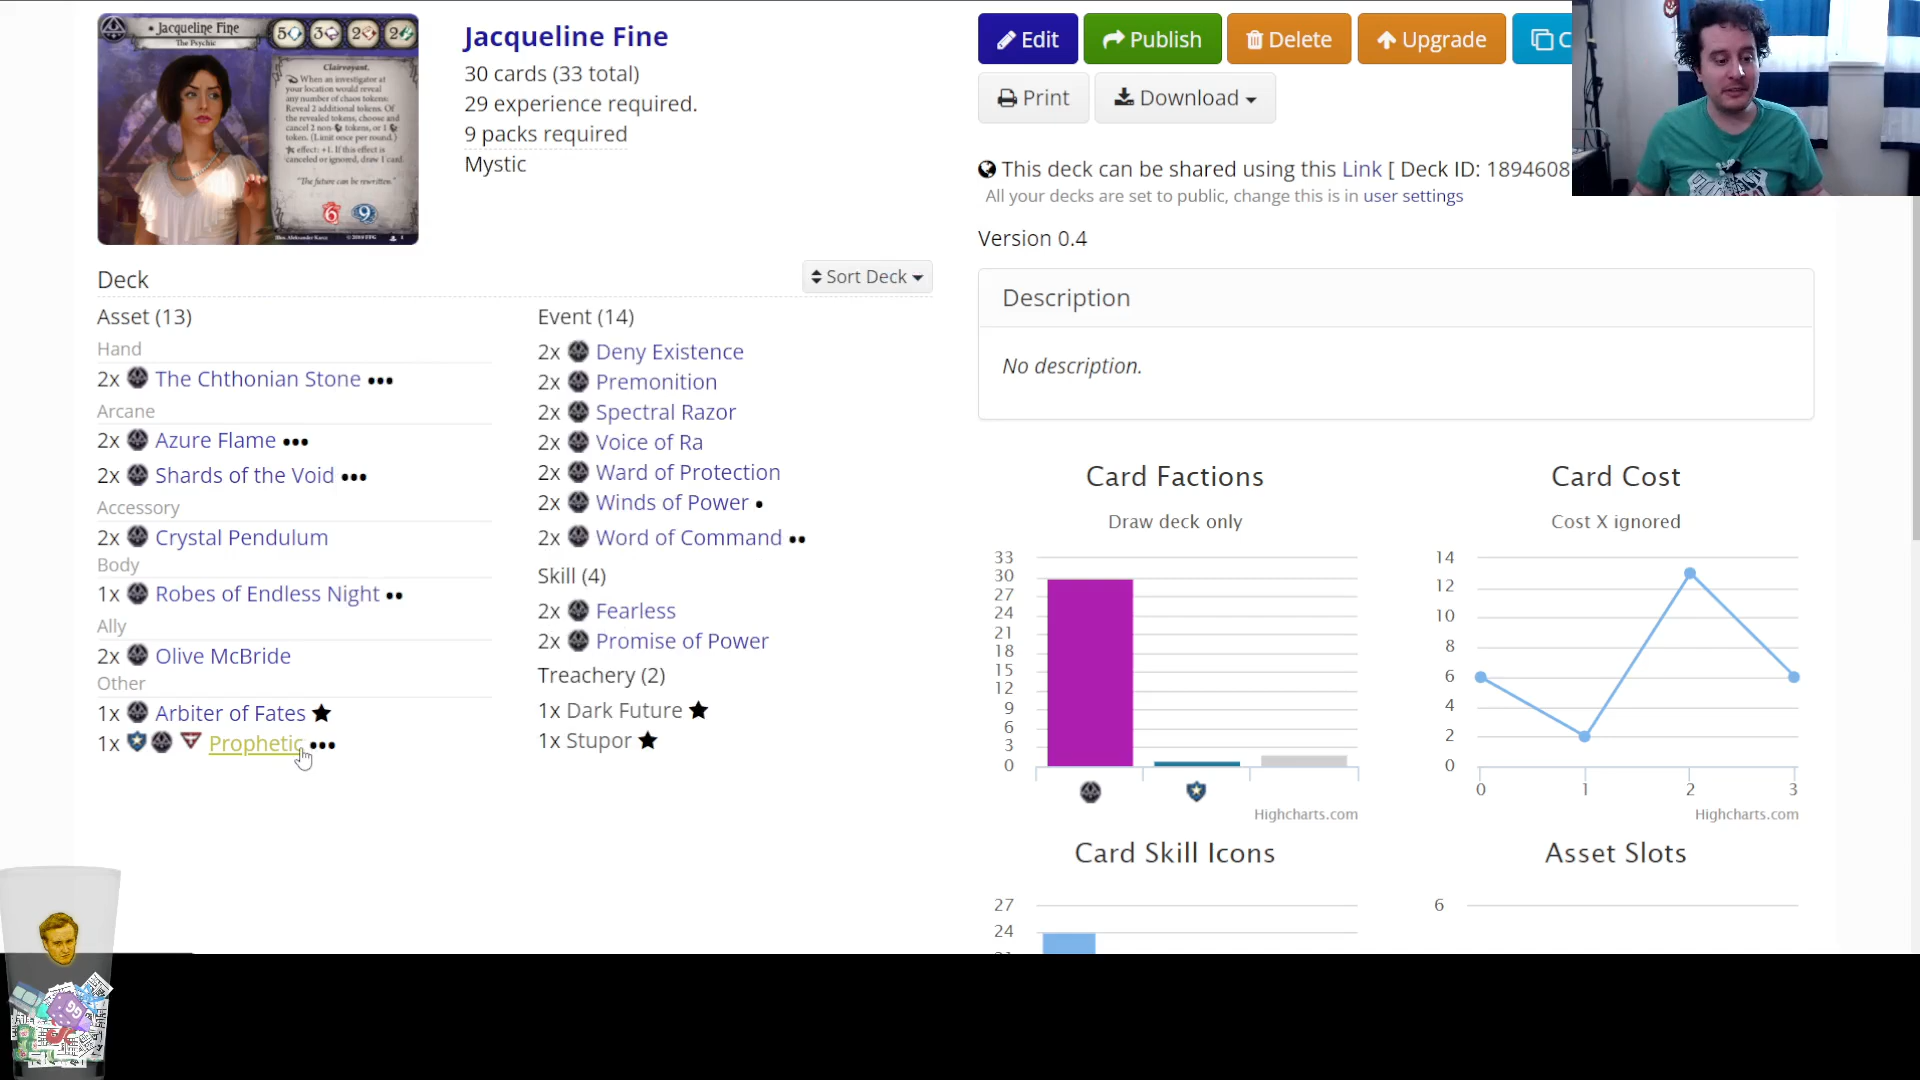 Jacqueline Fine
The Psychic
5 3 2 2
Clairvoyant.
When an investigator at
your location would reveal
any number of chaos tokens:
Reveal 2 additional tokens. Of
the revealed tokens, choose and
cancel 2 non- tokens, or 1
token. (Limit once per round.)
effect: +1. If this effect is
canceled or ignored, draw 1 card.
"The future can be rewritten."
6 9
Jacqueline Fine
30 cards (33 total)
29 experience required.
9 packs required
Mystic
Edit
Publish
Delete
Upgrade
C
Print
Download
This deck can be shared using this Link [ Deck ID: 1894608
All your decks are set to public, change this is in user settings
Version 0.4
Description
No description.
Deck
Sort Deck
Asset (13)
Hand
2x The Chthonian Stone •••
Arcane
2x Azure Flame •••
2x Shards of the Void •••
Accessory
2x Crystal Pendulum
Body
1x Robes of Endless Night ••
Ally
2x Olive McBride
Other
1x Arbiter of Fates ★
1x Prophetic •••
Event (14)
2x Deny Existence
2x Premonition
2x Spectral Razor
2x Voice of Ra
2x Ward of Protection
2x Winds of Power •
2x Word of Command ••
Skill (4)
2x Fearless
2x Promise of Power
Treachery (2)
1x Dark Future ★
1x Stupor ★
Card Factions
Draw deck only
33
30
27
24
21
18
15
12
9
6
3
0
Highcharts.com
Card Cost
Cost X ignored
14
12
10
8
6
4
2
0
0 1 2 3
Highcharts.com
Card Skill Icons
27
24
Asset Slots
6
GG